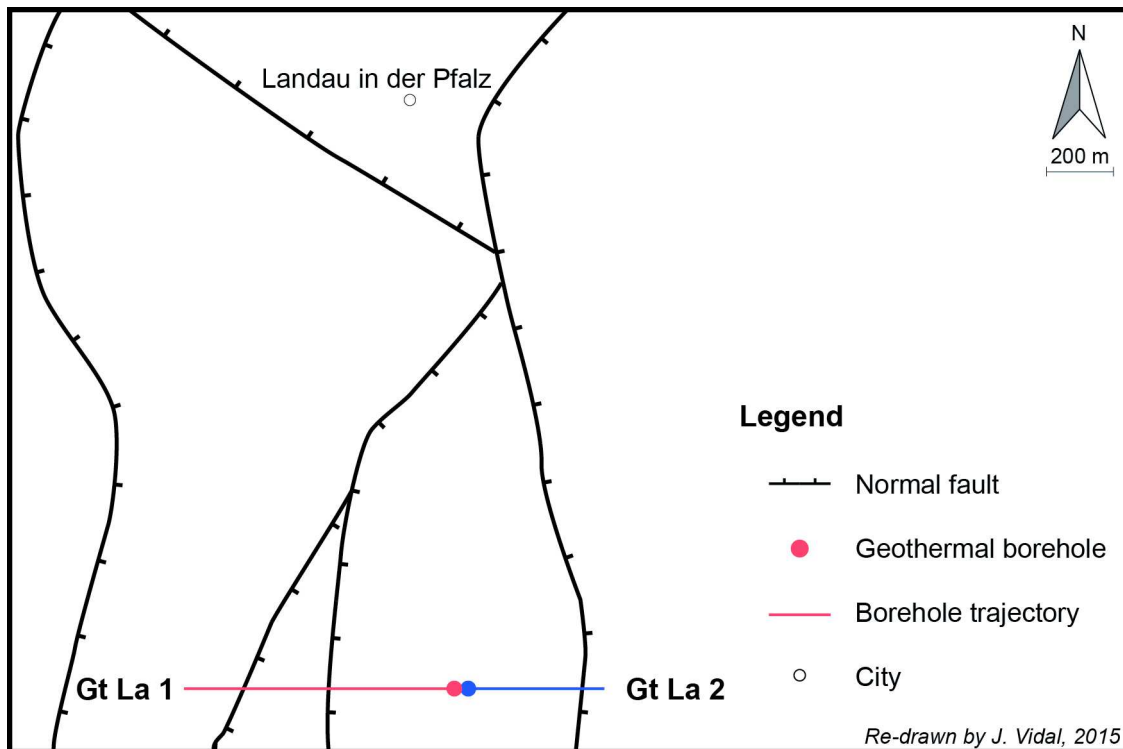 Landau in der Pfalz
N
200 m
Legend
Normal fault
Geothermal borehole
Borehole trajectory
City
Gt La 1
Gt La 2
Re-drawn by J. Vidal, 2015